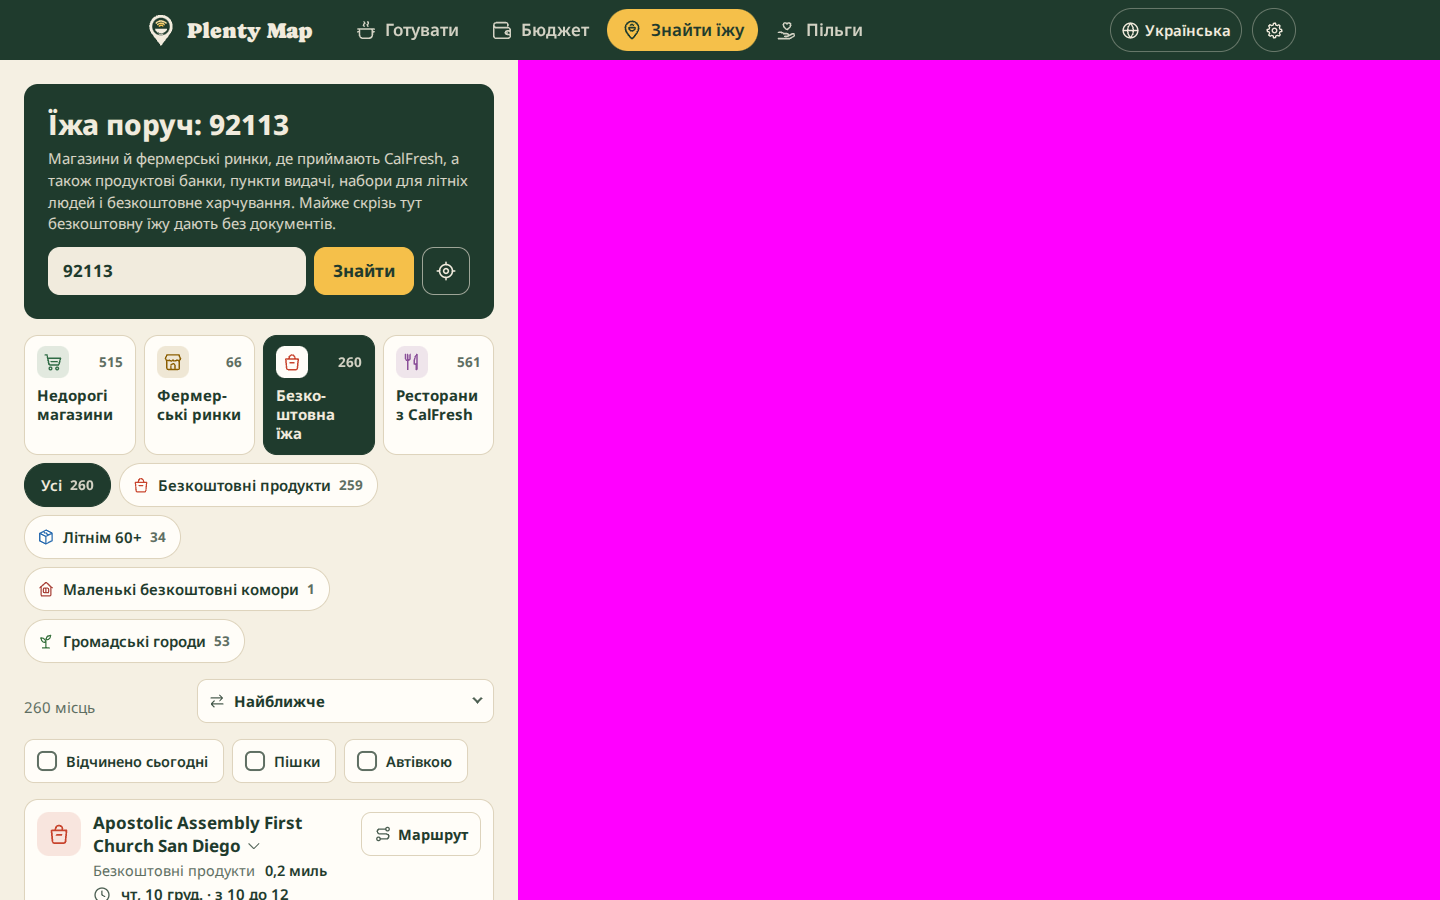 Plenty Map
Готувати
Бюджет
Знайти їжу
Пільги
Українська
Їжа поруч: 92113
Магазини й фермерські ринки, де приймають CalFresh, а
також продуктові банки, пункти видачі, набори для літніх
людей і безкоштовне харчування. Майже скрізь тут
безкоштовну їжу дають без документів.
92113
Знайти
515
Недорогі
магазини
66
Фермер-
ські ринки
260
Безко-
штовна
їжа
561
Ресторани
з CalFresh
Усі 260
Безкоштовні продукти 259
Літнім 60+ 34
Маленькі безкоштовні комори 1
Громадські городи 53
260 місць
Найближче
Відчинено сьогодні
Пішки
Автівкою
Apostolic Assembly First
Church San Diego
Маршрут
Безкоштовні продукти 0,2 миль
чт, 10 груд. · з 10 до 12